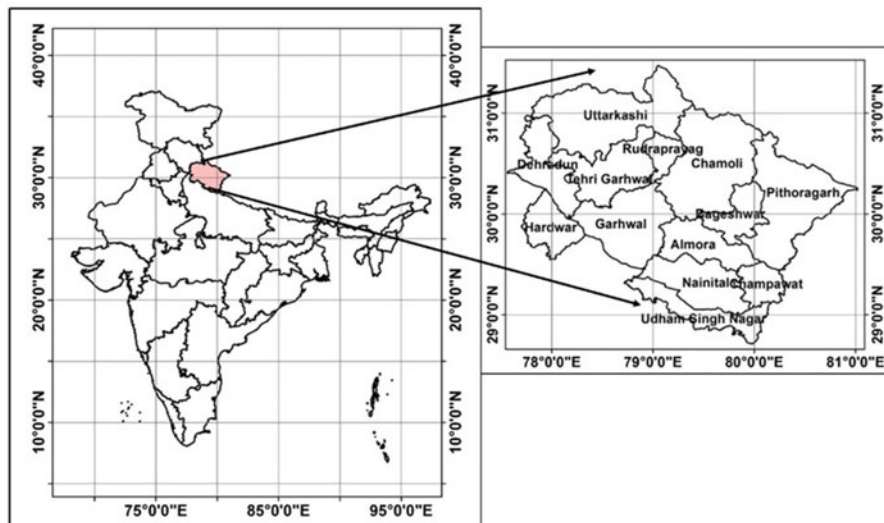 40°0'0"N
30°0'0"N
20°0'0"N
10°0'0"N
40°0'0"N
30°0'0"N
20°0'0"N
10°0'0"N
75°0'0"E 85°0'0"E 95°0'0"E
31°0'0"N
30°0'0"N
29°0'0"N
Uttarkashi
Rudraprayag
Chamoli
Dehradun
Tehri Garhwal
Pithoragarh
Bageshwar
Hardwar
Garhwal
Almora
Nainital
Champawat
Udham Singh Nagar
31°0'0"N
30°0'0"N
29°0'0"N
78°0'0"E 79°0'0"E 80°0'0"E 81°0'0"E